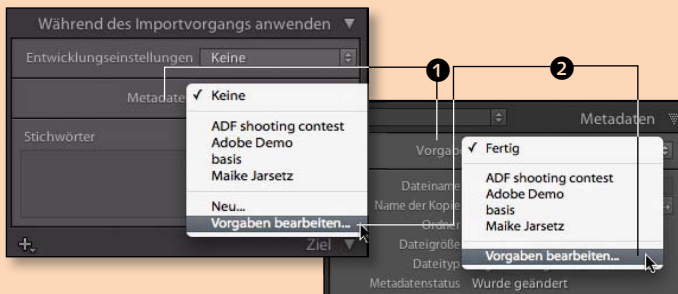 Während des Importvorgangs anwenden
Entwicklungseinstellungen Keine
Metadate
✓ Keine
ADF shooting contest
Adobe Demo
basis
Maike Jarsetz
Neu...
Vorgaben bearbeiten...
Stichwörter
Ziel
1
2
Metadaten
Vorgab
✓ Fertig
ADF shooting contest
Adobe Demo
basis
Maike Jarsetz
Vorgaben bearbeiten...
Dateiname
Name der Kopie
Ordner
Dateigröße
Dateityp
Metadatenstatus Wurde geändert